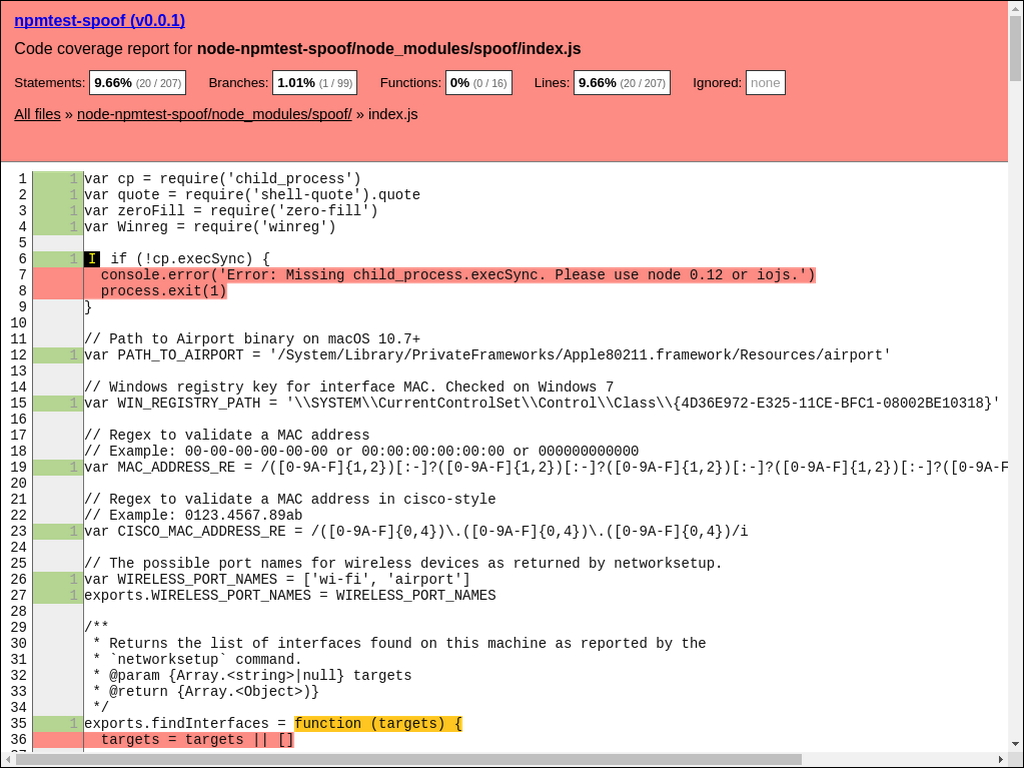 npmtest-spoof (v0.0.1)
Code coverage report for node-npmtest-spoof/node_modules/spoof/index.js
Statements: 9.66% (20 / 207) Branches: 1.01% (1 / 99) Functions: 0% (0 / 16) Lines: 9.66% (20 / 207) Ignored: none
All files » node-npmtest-spoof/node_modules/spoof/ » index.js
1 1 var cp = require('child_process')
2 1 var quote = require('shell-quote').quote
3 1 var zeroFill = require('zero-fill')
4 1 var Winreg = require('winreg')
5
6 1 I if (!cp.execSync) {
7   console.error('Error: Missing child_process.execSync. Please use node 0.12 or iojs.')
8   process.exit(1)
9 }
10
11 // Path to Airport binary on macOS 10.7+
12 1 var PATH_TO_AIRPORT = '/System/Library/PrivateFrameworks/Apple80211.framework/Resources/airport'
13
14 // Windows registry key for interface MAC. Checked on Windows 7
15 1 var WIN_REGISTRY_PATH = '\\SYSTEM\\CurrentControlSet\\Control\\Class\\{4D36E972-E325-11CE-BFC1-08002BE10318}'
16
17 // Regex to validate a MAC address
18 // Example: 00-00-00-00-00-00 or 00:00:00:00:00:00 or 000000000000
19 1 var MAC_ADDRESS_RE = /([0-9A-F]{1,2})[:-]?([0-9A-F]{1,2})[:-]?([0-9A-F]{1,2})[:-]?([0-9A-F]{1,2})[:-]?([0-9A-F
20
21 // Regex to validate a MAC address in cisco-style
22 // Example: 0123.4567.89ab
23 1 var CISCO_MAC_ADDRESS_RE = /([0-9A-F]{0,4})\.([0-9A-F]{0,4})\.([0-9A-F]{0,4})/i
24
25 // The possible port names for wireless devices as returned by networksetup.
26 1 var WIRELESS_PORT_NAMES = ['wi-fi', 'airport']
27 1 exports.WIRELESS_PORT_NAMES = WIRELESS_PORT_NAMES
28
29 /**
30  * Returns the list of interfaces found on this machine as reported by the
31  * `networksetup` command.
32  * @param {Array.<string>|null} targets
33  * @return {Array.<Object>)}
34  */
35 1 exports.findInterfaces = function (targets) {
36   targets = targets || []